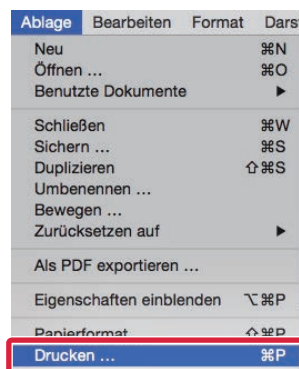 Ablage Bearbeiten Format Dars
Neu ⌘N
Öffnen ... ⌘O
Benutzte Dokumente ▶
Schließen ⌘W
Sichern ... ⌘S
Duplizieren ⇧⌘S
Umbenennen ...
Bewegen ...
Zurücksetzen auf ▶
Als PDF exportieren ...
Eigenschaften einblenden ⌥⌘P
Papierformat ⇧⌘P
Drucken ... ⌘P